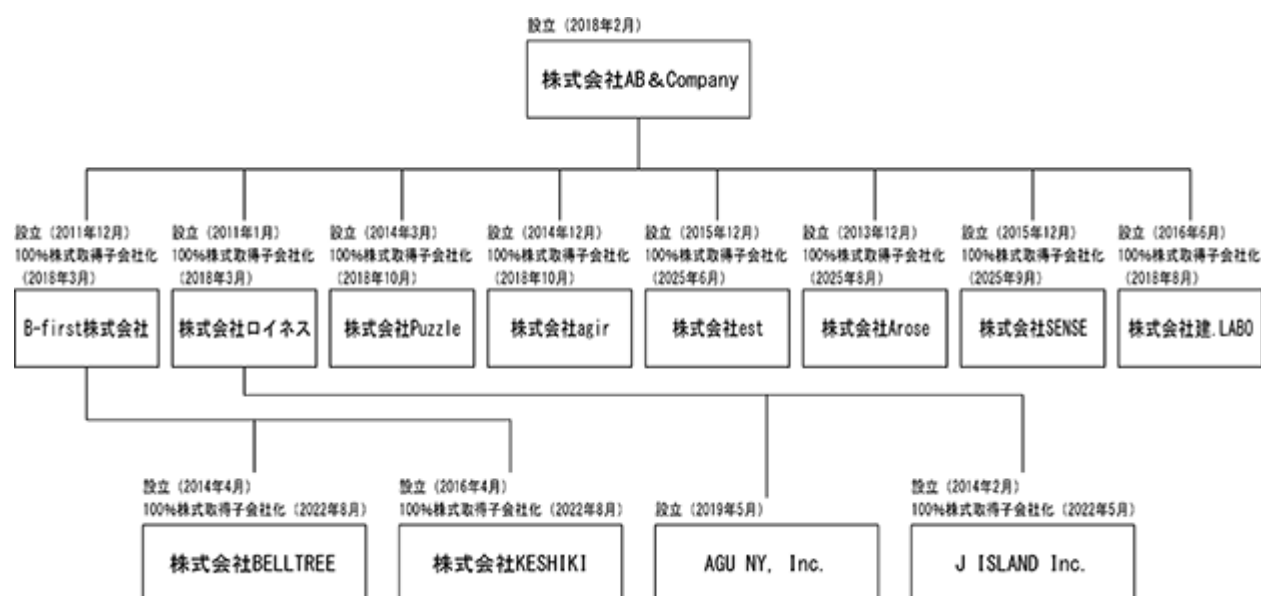 設立（2018年2月）
株式会社AB＆Company
設立（2011年12月）
100%株式取得子会社化
（2018年3月）
B-first株式会社
設立（2011年1月）
100%株式取得子会社化
（2018年3月）
株式会社ロイネス
設立（2014年3月）
100%株式取得子会社化
（2018年10月）
株式会社Puzzle
設立（2014年12月）
100%株式取得子会社化
（2018年10月）
株式会社agir
設立（2015年12月）
100%株式取得子会社化
（2025年6月）
株式会社est
設立（2013年12月）
100%株式取得子会社化
（2025年8月）
株式会社Arose
設立（2015年12月）
100%株式取得子会社化
（2025年9月）
株式会社SENSE
設立（2016年6月）
100%株式取得子会社化
（2018年8月）
株式会社建.LABO
設立（2014年4月）
100%株式取得子会社化（2022年8月）
株式会社BELLTREE
設立（2016年4月）
100%株式取得子会社化（2022年8月）
株式会社KESHIKI
設立（2019年5月）
AGU NY, Inc.
設立（2014年2月）
100%株式取得子会社化（2022年5月）
J ISLAND Inc.